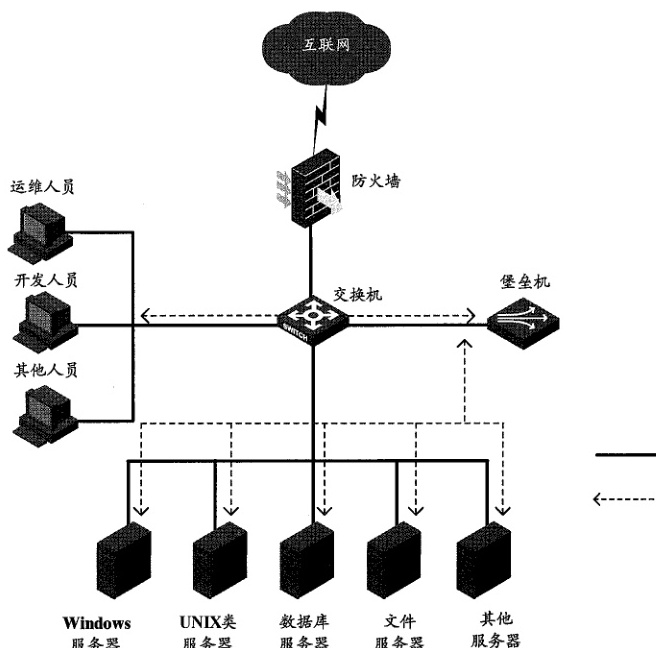 互联网
防火墙
运维人员
开发人员
交换机
堡垒机
SWITCH
其他人员
Windows
服务器
UNIX类
服务器
数据库
服务器
文件
服务器
其他
服务器